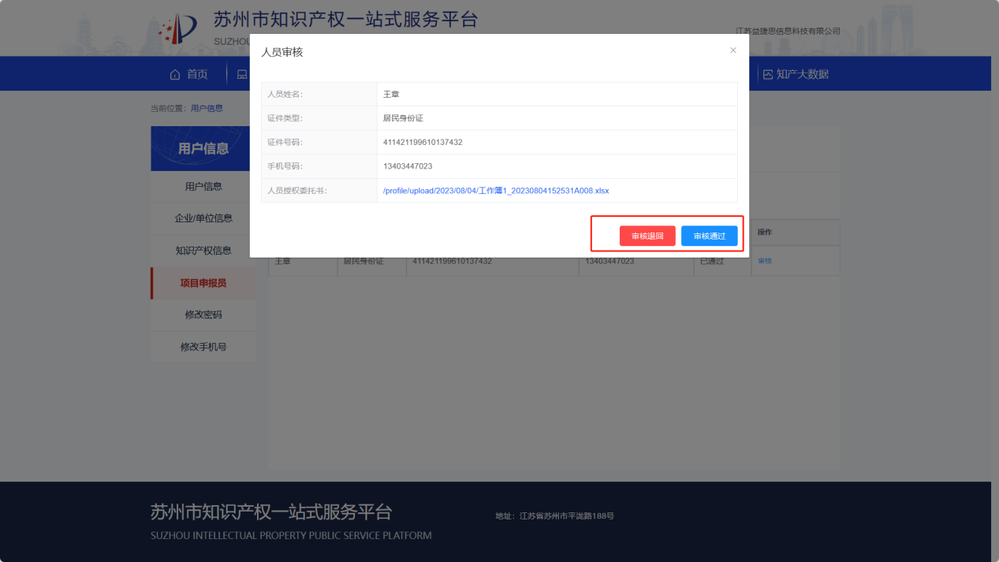 苏州市知识产权一站式服务平台
SUZHOU
江苏益捷思信息科技有限公司
首页
知产大数据
当前位置：用户信息
用户信息
用户信息
企业/单位信息
知识产权信息
项目申报员
修改密码
修改手机号
人员审核
人员姓名： 王章
证件类型： 居民身份证
证件号码： 411421199610137432
手机号码： 13403447023
人员授权委托书： /profile/upload/2023/08/04/工作簿1_20230804152531A008.xlsx
审核退回 审核通过
操作
王章 居民身份证 411421199610137432 13403447023 已通过 审核
苏州市知识产权一站式服务平台
SUZHOU INTELLECTUAL PROPERTY PUBLIC SERVICE PLATFORM
地址：江苏省苏州市平泷路188号